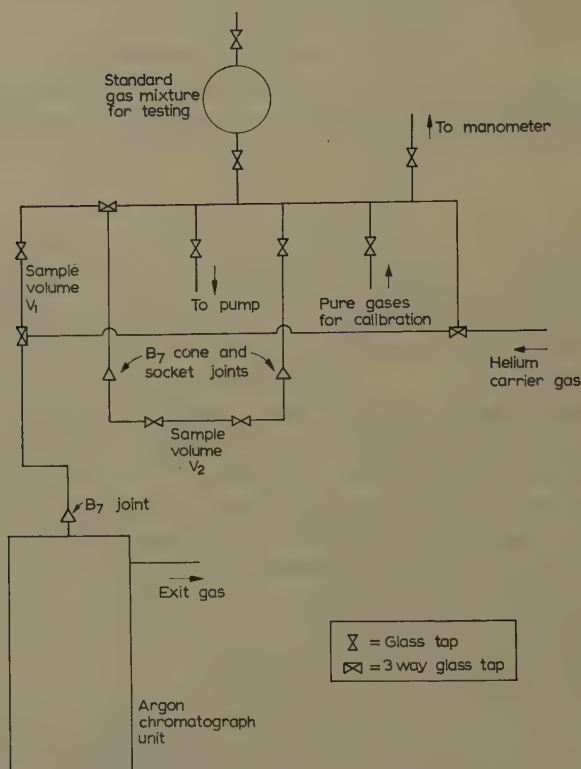 Standard
gas mixture
for testing
To manometer
Sample
volume
V1
To pump
Pure gases
for calibration
B7 cone and
socket joints
Helium
carrier gas
Sample
volume
V2
B7 joint
Exit gas
= Glass tap
= 3 way glass tap
Argon
chromatograph
unit